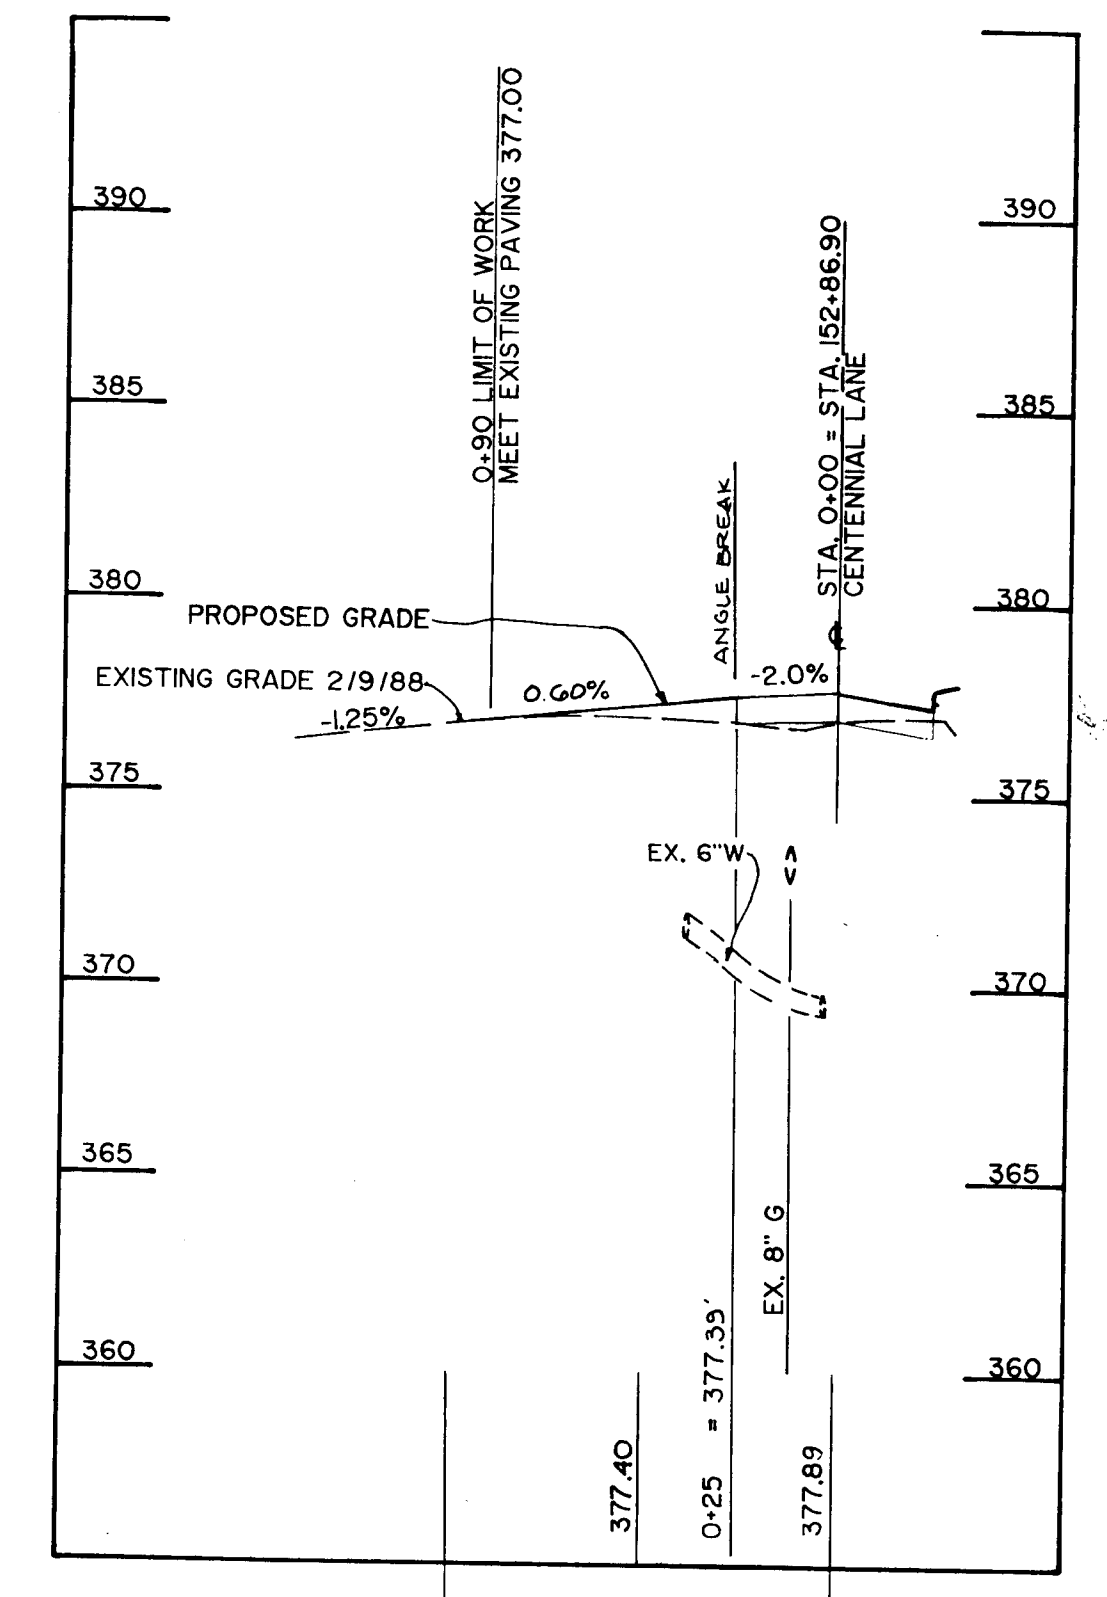 0+90 LIMIT OF WORK
MEET EXISTING PAVING 377.00
390
390
STA. 0+00 = STA. 152+86.90
CENTENNIAL LANE
385
385
ANGLE BREAK
380
380
PROPOSED GRADE
EXISTING GRADE 2/9/88
-2.0%
0.60%
-1.25%
375
375
EX. 6"W
370
370
365
365
EX. 8" G
360
360
377.40
0+25 = 377.39'
377.89